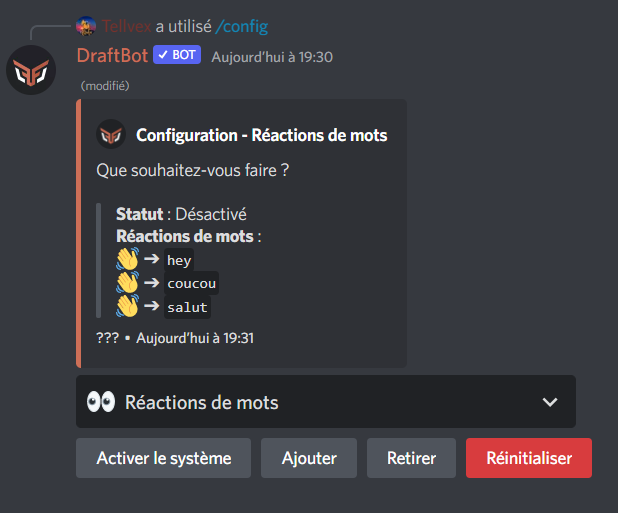 Tellvex a utilisé /config
DraftBot ✓ BOT Aujourd'hui à 19:30
(modifié)
Configuration - Réactions de mots
Que souhaitez-vous faire ?
Statut : Désactivé
Réactions de mots :
👋 ➔ hey
👋 ➔ coucou
👋 ➔ salut
??? • Aujourd'hui à 19:31
👀 Réactions de mots
Activer le système Ajouter Retirer Réinitialiser